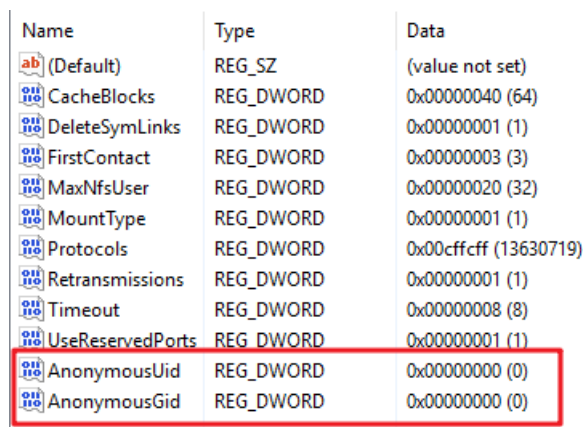 Name Type Data
ab (Default) REG_SZ (value not set)
CacheBlocks REG_DWORD 0x00000040 (64)
DeleteSymLinks REG_DWORD 0x00000001 (1)
FirstContact REG_DWORD 0x00000003 (3)
MaxNfsUser REG_DWORD 0x00000020 (32)
MountType REG_DWORD 0x00000001 (1)
Protocols REG_DWORD 0x00cffcff (13630719)
Retransmissions REG_DWORD 0x00000001 (1)
Timeout REG_DWORD 0x00000008 (8)
UseReservedPorts REG_DWORD 0x00000001 (1)
AnonymousUid REG_DWORD 0x00000000 (0)
AnonymousGid REG_DWORD 0x00000000 (0)